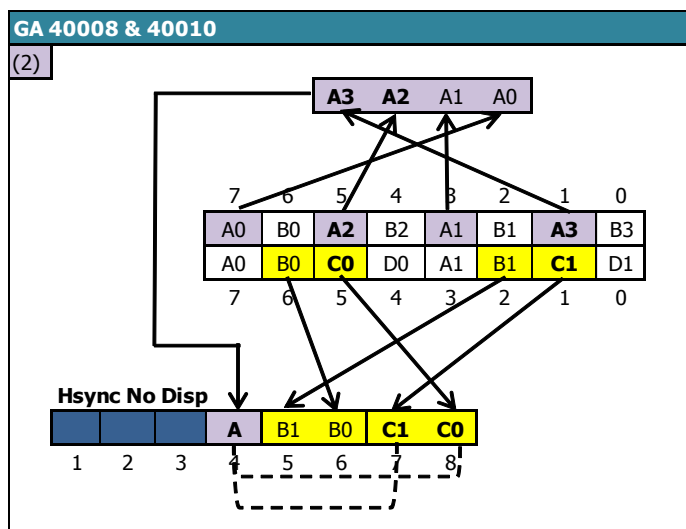 GA 40008 & 40010
(2)
A3 A2 A1 A0
7 6 5 4 3 2 1 0
A0 B0 A2 B2 A1 B1 A3 B3
A0 B0 C0 D0 A1 B1 C1 D1
7 6 5 4 3 2 1 0
Hsync No Disp
A B1 B0 C1 C0
1 2 3 4 5 6 7 8